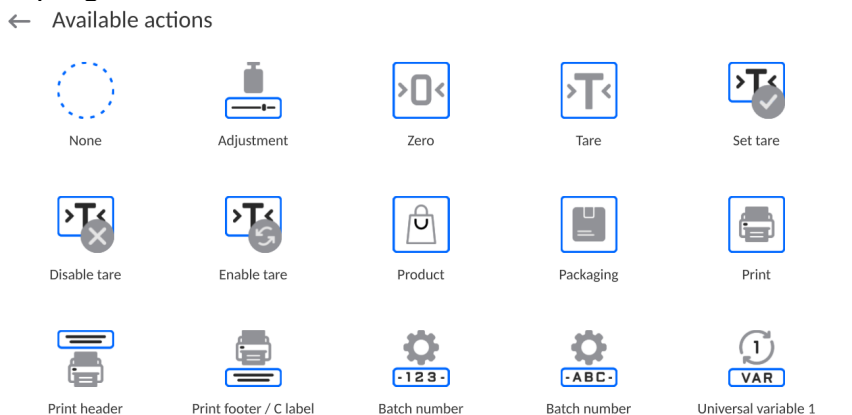 Available actions
None
Adjustment
>0<
Zero
>T<
Tare
>T<
Set tare
>T<
Disable tare
>T<
Enable tare
Product
Packaging
Print
Print header
Print footer / C label
-123-
Batch number
-ABC-
Batch number
1
VAR
Universal variable 1